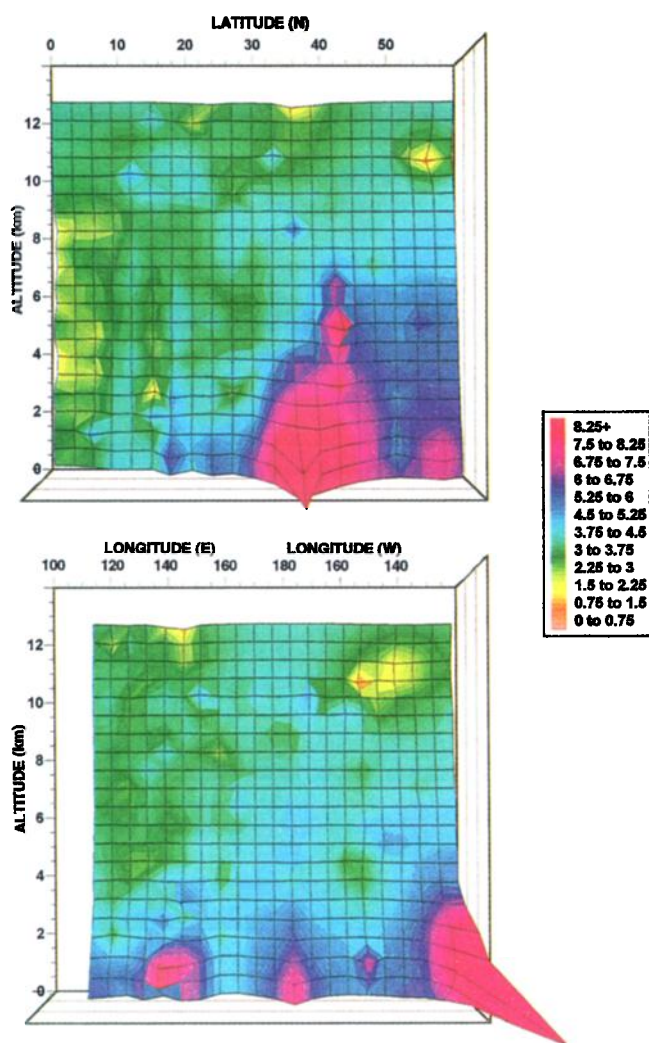 LATITUDE (N)
0 10 20 30 40 50
12
10
8
6
4
2
0
ALTITUDE (km)
8.25+
7.5 to 8.25
6.75 to 7.5
6 to 6.75
5.25 to 6
4.5 to 5.25
3.75 to 4.5
3 to 3.75
2.25 to 3
1.5 to 2.25
0.75 to 1.5
0 to 0.75
LONGITUDE (E) LONGITUDE (W)
100 120 140 160 180 160 140
12
10
8
6
4
2
0
ALTITUDE (km)